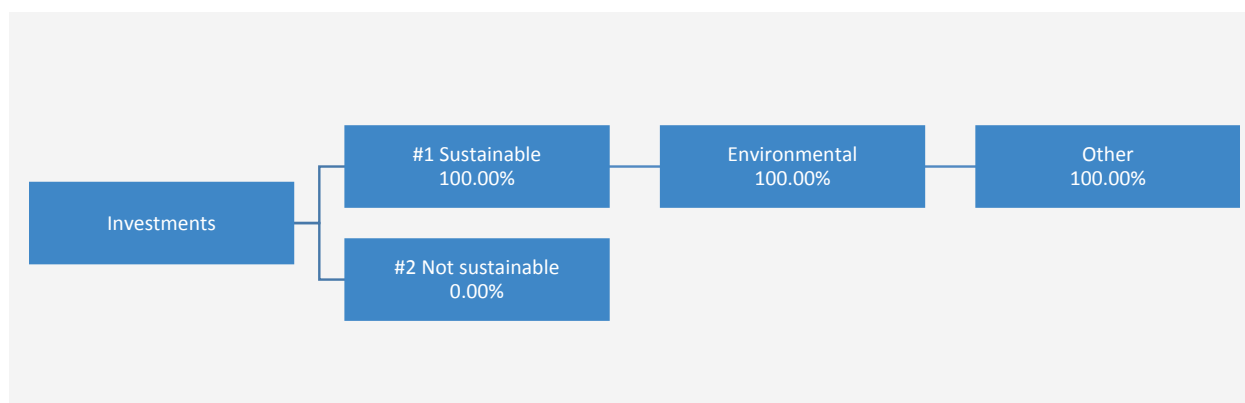 Investments
#1 Sustainable
100.00%
Environmental
100.00%
Other
100.00%
#2 Not sustainable
0.00%